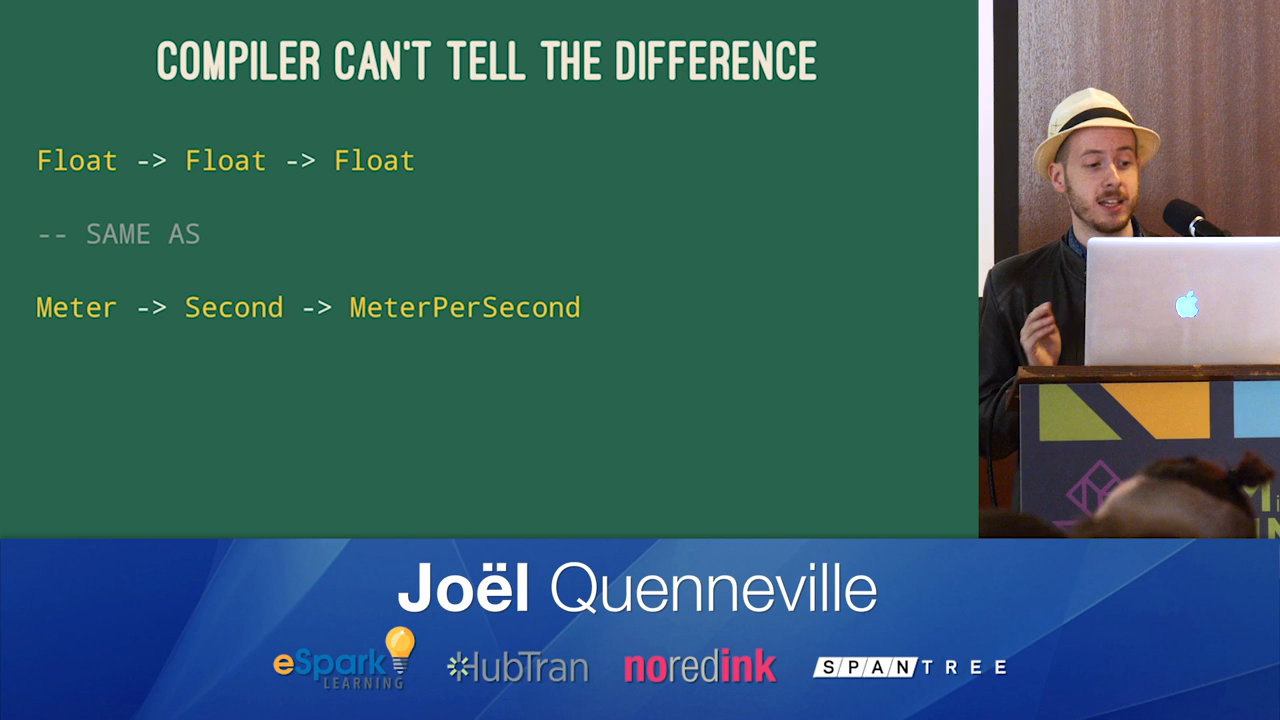 COMPILER CAN'T TELL THE DIFFERENCE
Float -> Float -> Float
-- SAME AS
Meter -> Second -> MeterPerSecond
Joël Quenneville
eSpark LEARNING
HubTran
noredink
SPANTREE